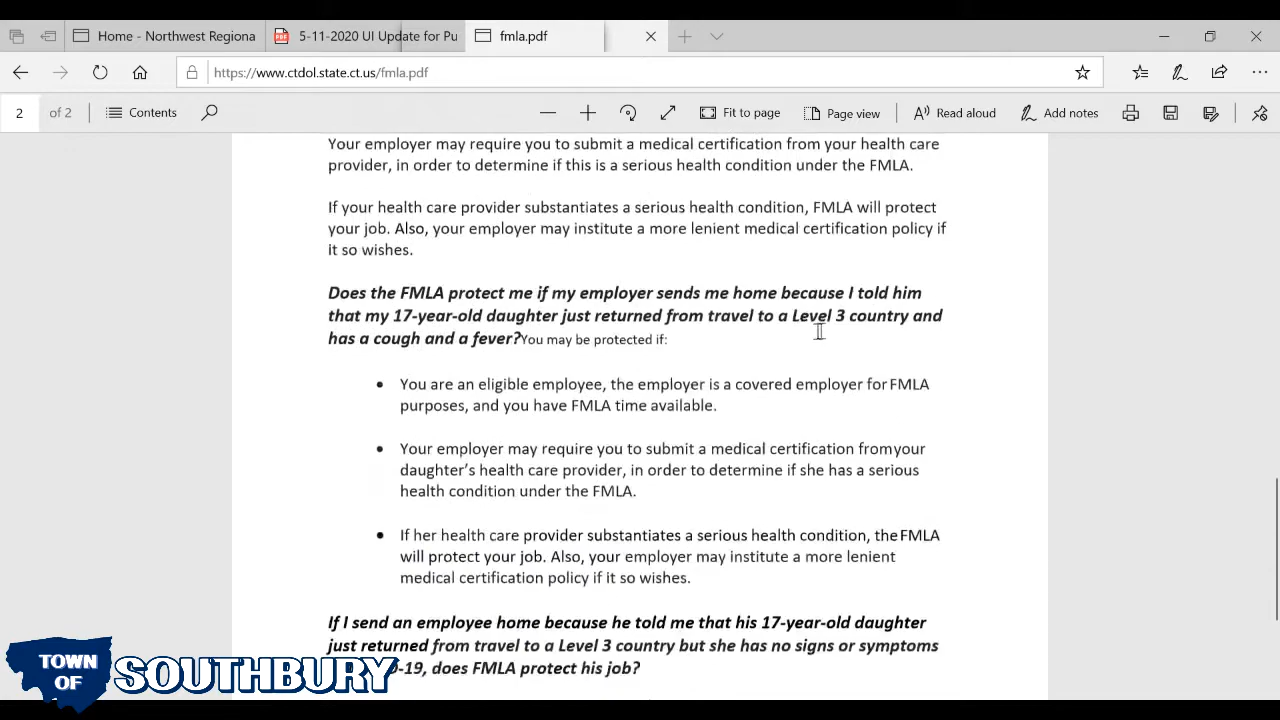 Home - Northwest Regiona
5-11-2020 UI Update for Pu
fmla.pdf
https://www.ctdol.state.ct.us/fmla.pdf
2 of 2
Contents
Fit to page
Page view
Read aloud
Add notes
Your employer may require you to submit a medical certification from your health care
provider, in order to determine if this is a serious health condition under the FMLA.
If your health care provider substantiates a serious health condition, FMLA will protect
your job. Also, your employer may institute a more lenient medical certification policy if
it so wishes.
Does the FMLA protect me if my employer sends me home because I told him
that my 17-year-old daughter just returned from travel to a Level 3 country and
has a cough and a fever?You may be protected if:
• You are an eligible employee, the employer is a covered employer for FMLA
purposes, and you have FMLA time available.
• Your employer may require you to submit a medical certification from your
daughter's health care provider, in order to determine if she has a serious
health condition under the FMLA.
• If her health care provider substantiates a serious health condition, the FMLA
will protect your job. Also, your employer may institute a more lenient
medical certification policy if it so wishes.
If I send an employee home because he told me that his 17-year-old daughter
just returned from travel to a Level 3 country but she has no signs or symptoms
-19, does FMLA protect his job?
TOWN
OF
SOUTHBURY